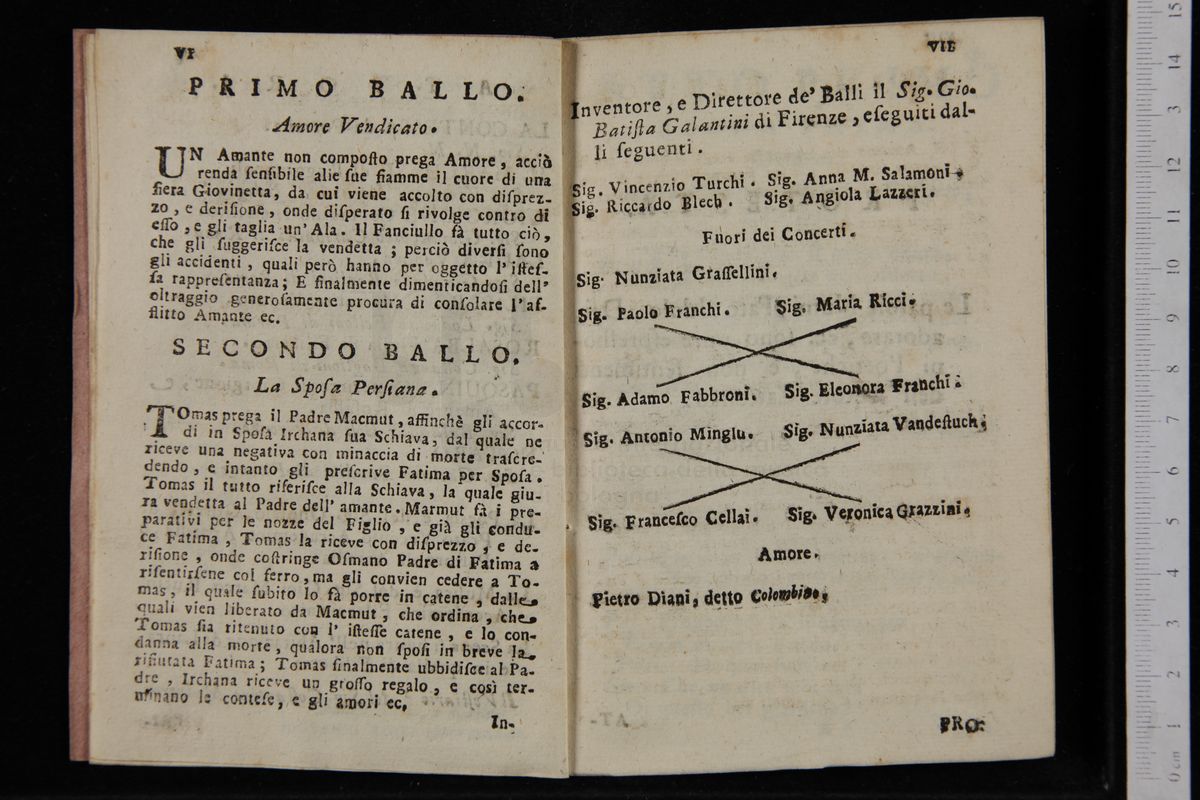 VI
PRIMO BALLO.
Amore Vendicato.
UN Amante non compoſto prega Amore, acciò
renda ſenſibile alle ſue fiamme il cuore di una
fiera Giovinetta, da cui viene accolto con diſprez-
zo, e deriſione, onde diſperato ſi rivolge contro di
eſſo, e gli taglia un' Ala. Il Fanciullo fà tutto ciò,
che gli ſuggeriſce la vendetta; perciò diverſi ſono
gli accidenti, quali però hanno per oggetto l' iſteſ-
ſa rappreſentanza; E finalmente dimenticandoſi dell'
oltraggio generoſamente procura di conſolare l' af-
flitto Amante ec.
SECONDO BALLO.
La Spoſa Perſiana.
TOmas prega il Padre Macmut, affinchè gli accor-
di in Spoſa Irchana ſua Schiava, dal quale ne
riceve una negativa con minaccia di morte traſcre-
dendo, e intanto gli preſcrive Fatima per Spoſa.
Tomas il tutto riferiſce alla Schiava, la quale giu-
ra vendetta al Padre dell' amante. Marmut fà i pre-
parativi per le nozze del Figlio, e già gli condu-
ce Fatima, Tomas la riceve con diſprezzo, e de-
riſione, onde coſtringe Oſmano Padre di Fatima a
riſentirſene col ferro, ma gli convien cedere a To-
mas, il quale ſubito lo fà porre in catene, dalle
quali vien liberato da Macmut, che ordina, che
Tomas ſia ritenuto con l' iſteſſe catene, e lo con-
danna alla morte, qualora non ſpoſi in breve la
rifiutata Fatima; Tomas finalmente ubbidiſce al Pa-
dre, Irchana riceve un groſſo regalo, e così ter-
minano le conteſe, e gli amori ec.
In-
VII
Inventore, e Direttore de' Balli il Sig. Gio.
Batiſta Galantini di Firenze, eſeguiti dal-
li ſeguenti.
Sig. Vincenzio Turchi. Sig. Anna M. Salamoni.
Sig. Riccardo Blech. Sig. Angiola Lazzeri.
Fuori dei Concerti.
Sig. Nunziata Graſſellini.
Sig. Paolo Franchi. Sig. Maria Ricci.
Sig. Adamo Fabbroni. Sig. Eleonora Franchi.
Sig. Antonio Minglu. Sig. Nunziata Vandeſtuch.
Sig. Franceſco Cellai. Sig. Veronica Grazzini.
Amore.
Pietro Diani, detto Colombino.
PRO-